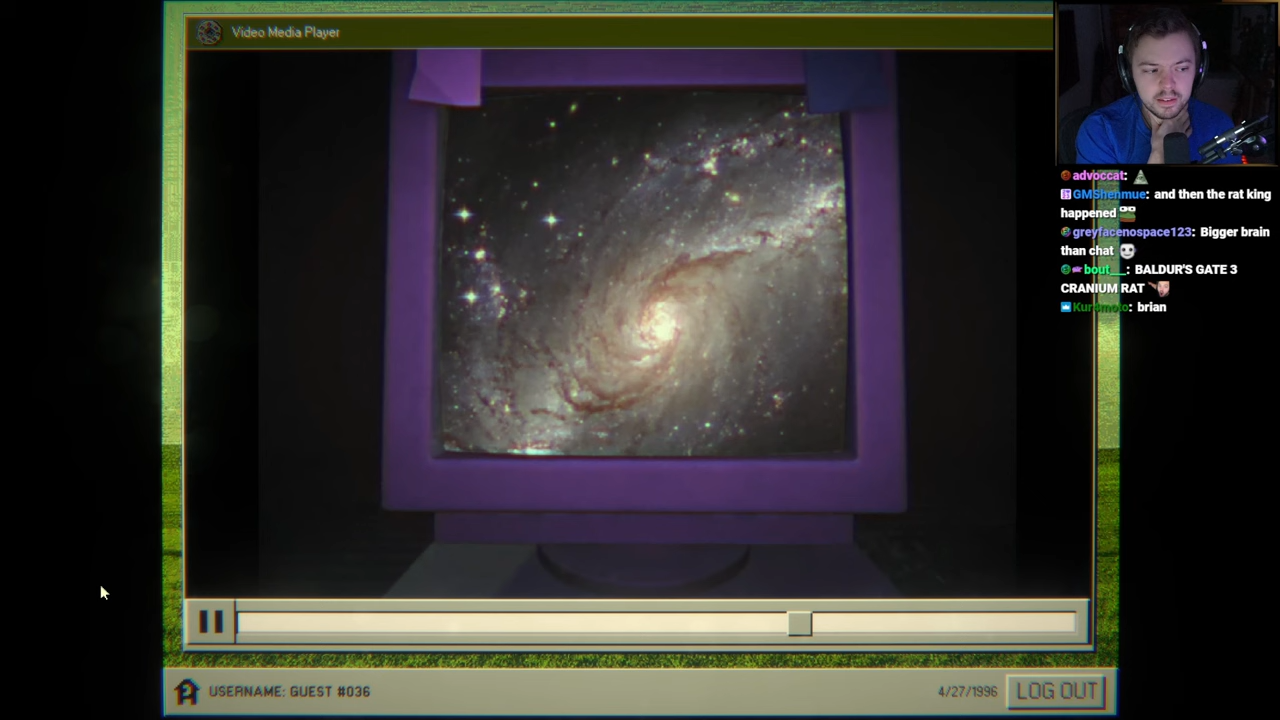 Video Media Player
advoccat:
GMShenmue: and then the rat king
happened
greyfacenospace123: Bigger brain
than chat
bout__: BALDUR'S GATE 3
CRANIUM RAT
Kuromoto: brian
USERNAME: GUEST #036
4/27/1996
LOG OUT